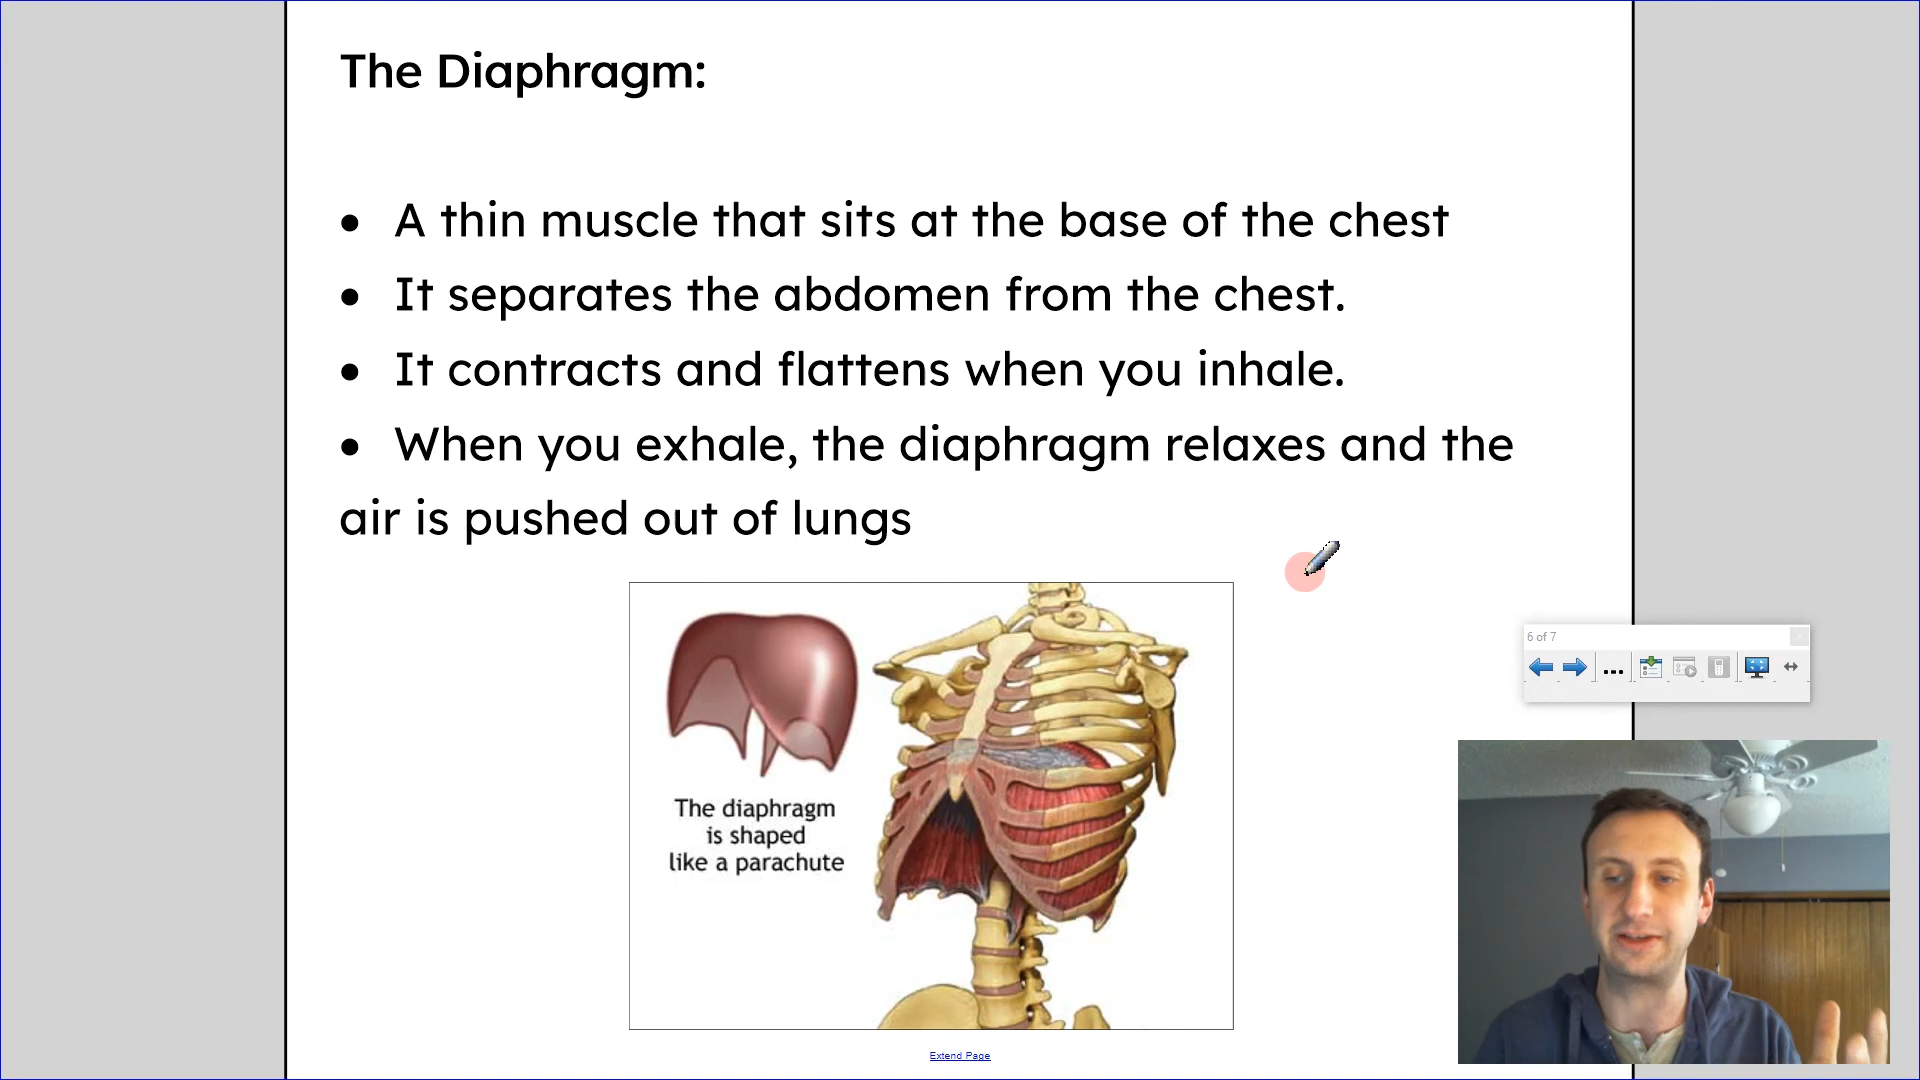 The Diaphragm:
• A thin muscle that sits at the base of the chest
• It separates the abdomen from the chest.
• It contracts and flattens when you inhale.
• When you exhale, the diaphragm relaxes and the
air is pushed out of lungs
The diaphragm
is shaped
like a parachute
6 of 7
Extend Page